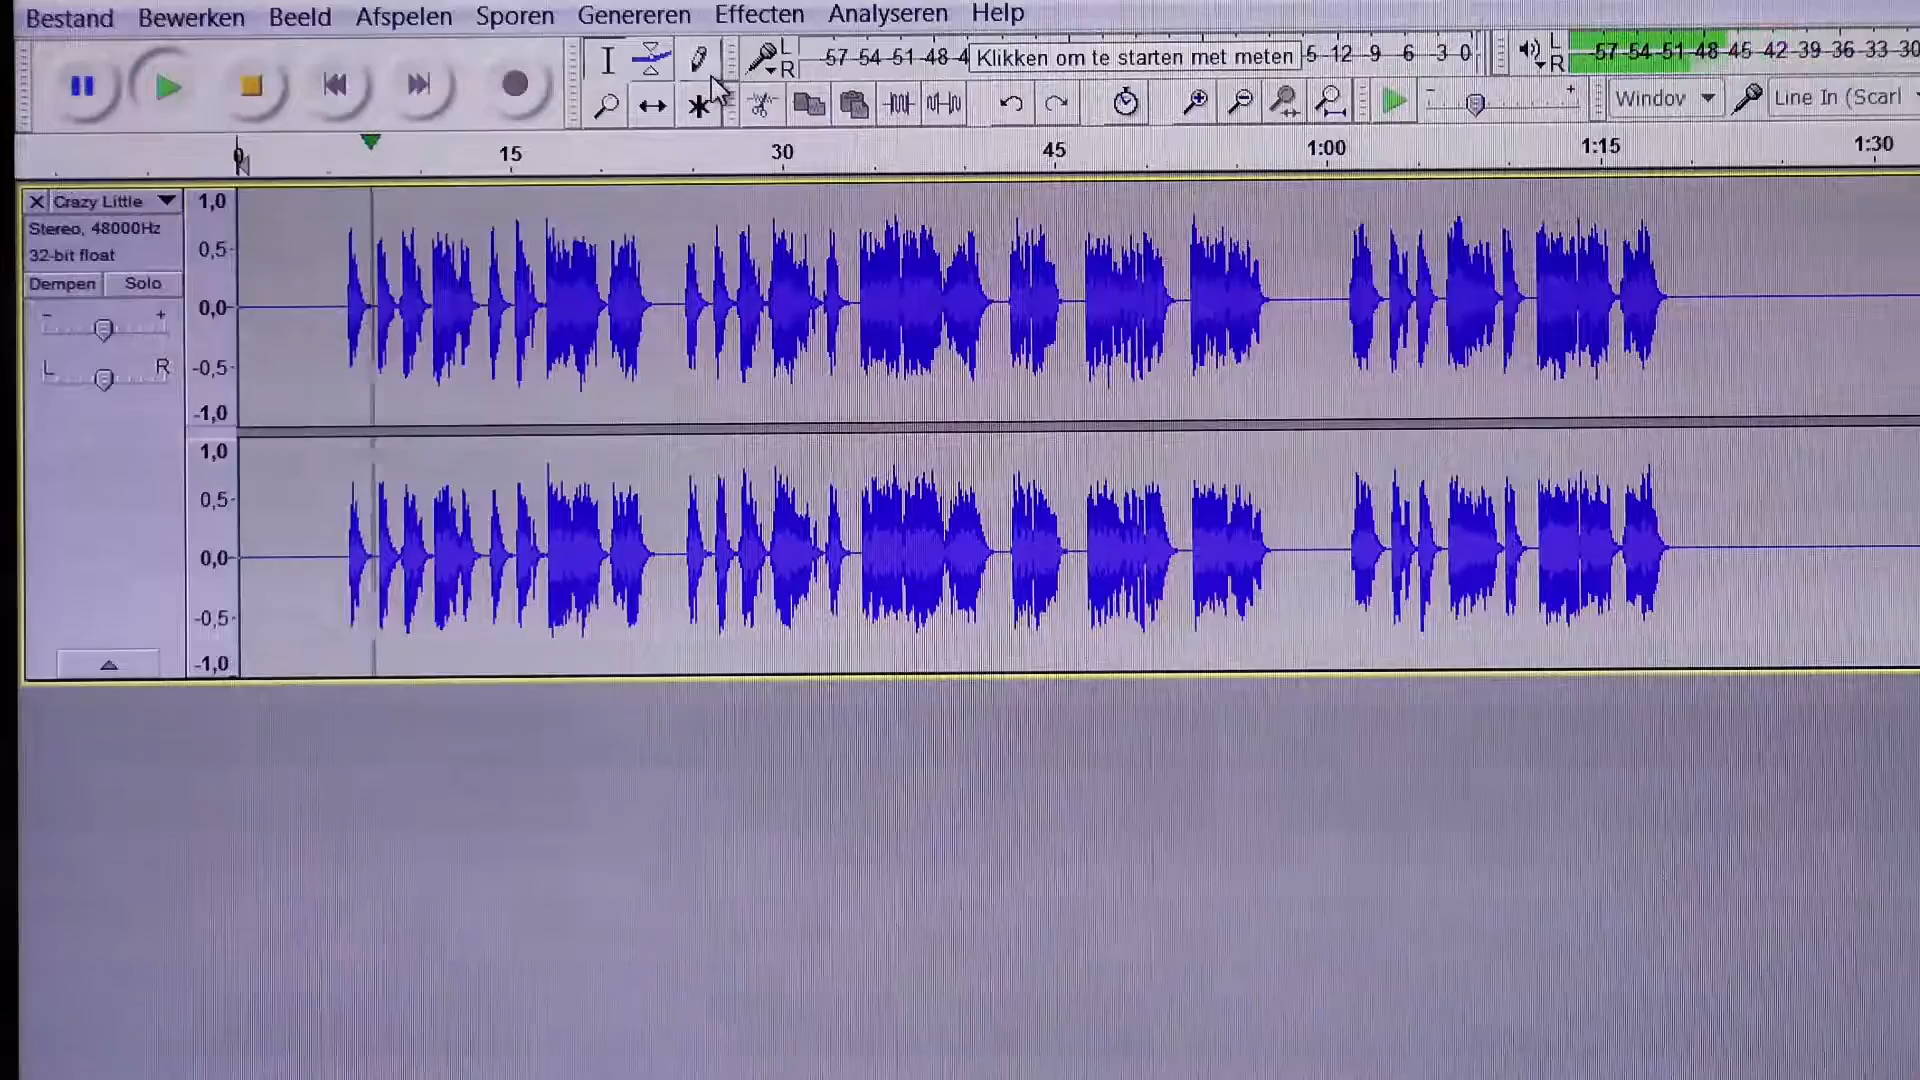 Bestand Bewerken Beeld Afspelen Sporen Genereren Effecten Analyseren Help
L -57 -54 -51 -48 -4 Klikken om te starten met meten 5 -12 -9 -6 -3 0 L -57 -54 -51 -48 -45 -42 -39 -36 -33 -30
R R
Windov Line In (Scarl
0 15 30 45 1:00 1:15 1:30
Crazy Little
Stereo, 48000Hz
32-bit float
Dempen Solo
- +
L R
1,0
0,5
0,0
-0,5
-1,0
1,0
0,5
0,0
-0,5
-1,0